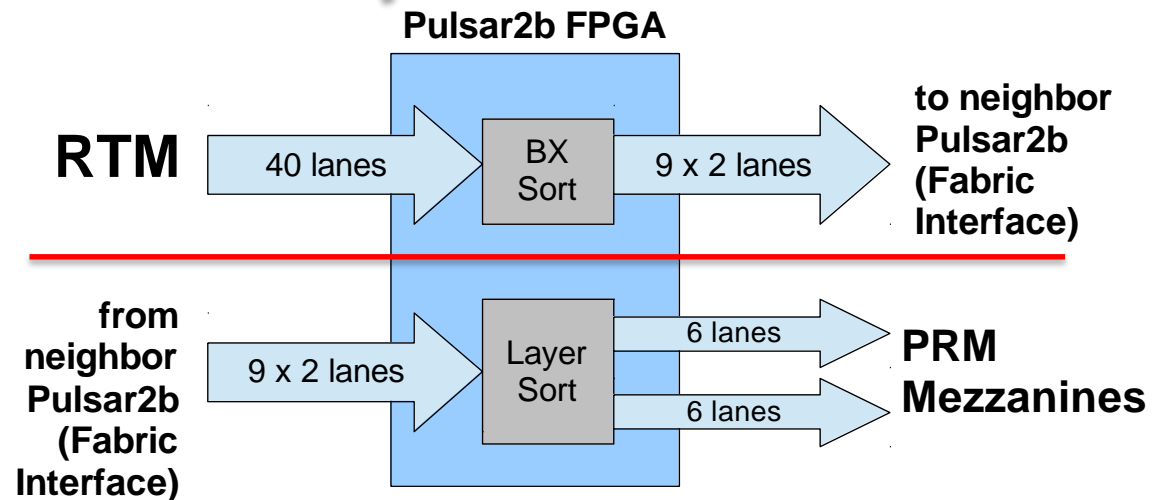 Pulsar2b FPGA
RTM
40 lanes
BX
Sort
9 x 2 lanes
to neighbor
Pulsar2b
(Fabric
Interface)
from
neighbor
Pulsar2b
(Fabric
Interface)
9 x 2 lanes
Layer
Sort
6 lanes
6 lanes
PRM
Mezzanines